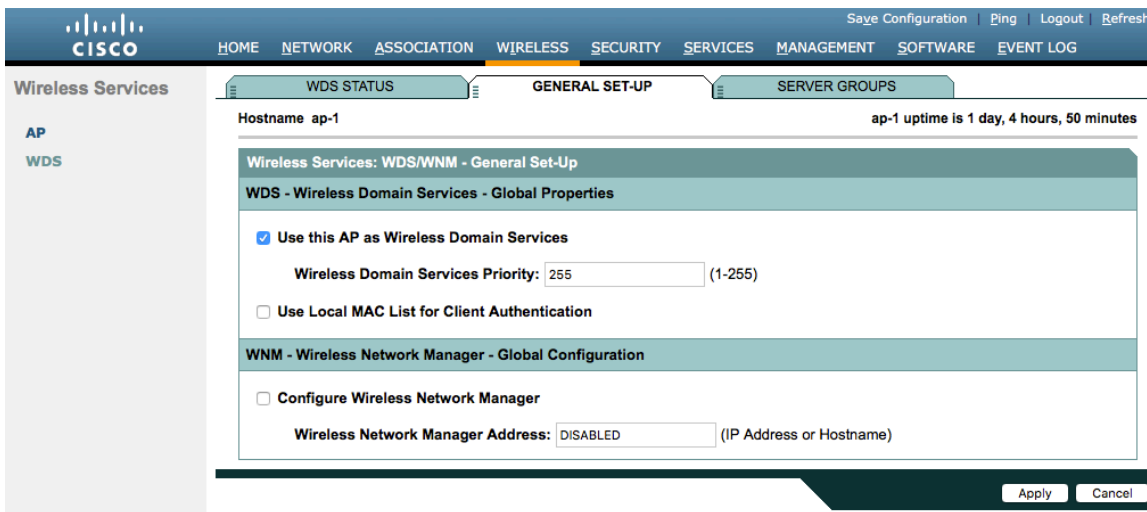 Save Configuration | Ping | Logout | Refresh
CISCO
HOME NETWORK ASSOCIATION WIRELESS SECURITY SERVICES MANAGEMENT SOFTWARE EVENT LOG
Wireless Services
AP
WDS
WDS STATUS GENERAL SET-UP SERVER GROUPS
Hostname ap-1 ap-1 uptime is 1 day, 4 hours, 50 minutes
Wireless Services: WDS/WNM - General Set-Up
WDS - Wireless Domain Services - Global Properties
Use this AP as Wireless Domain Services
Wireless Domain Services Priority: 255 (1-255)
Use Local MAC List for Client Authentication
WNM - Wireless Network Manager - Global Configuration
Configure Wireless Network Manager
Wireless Network Manager Address: DISABLED (IP Address or Hostname)
Apply Cancel